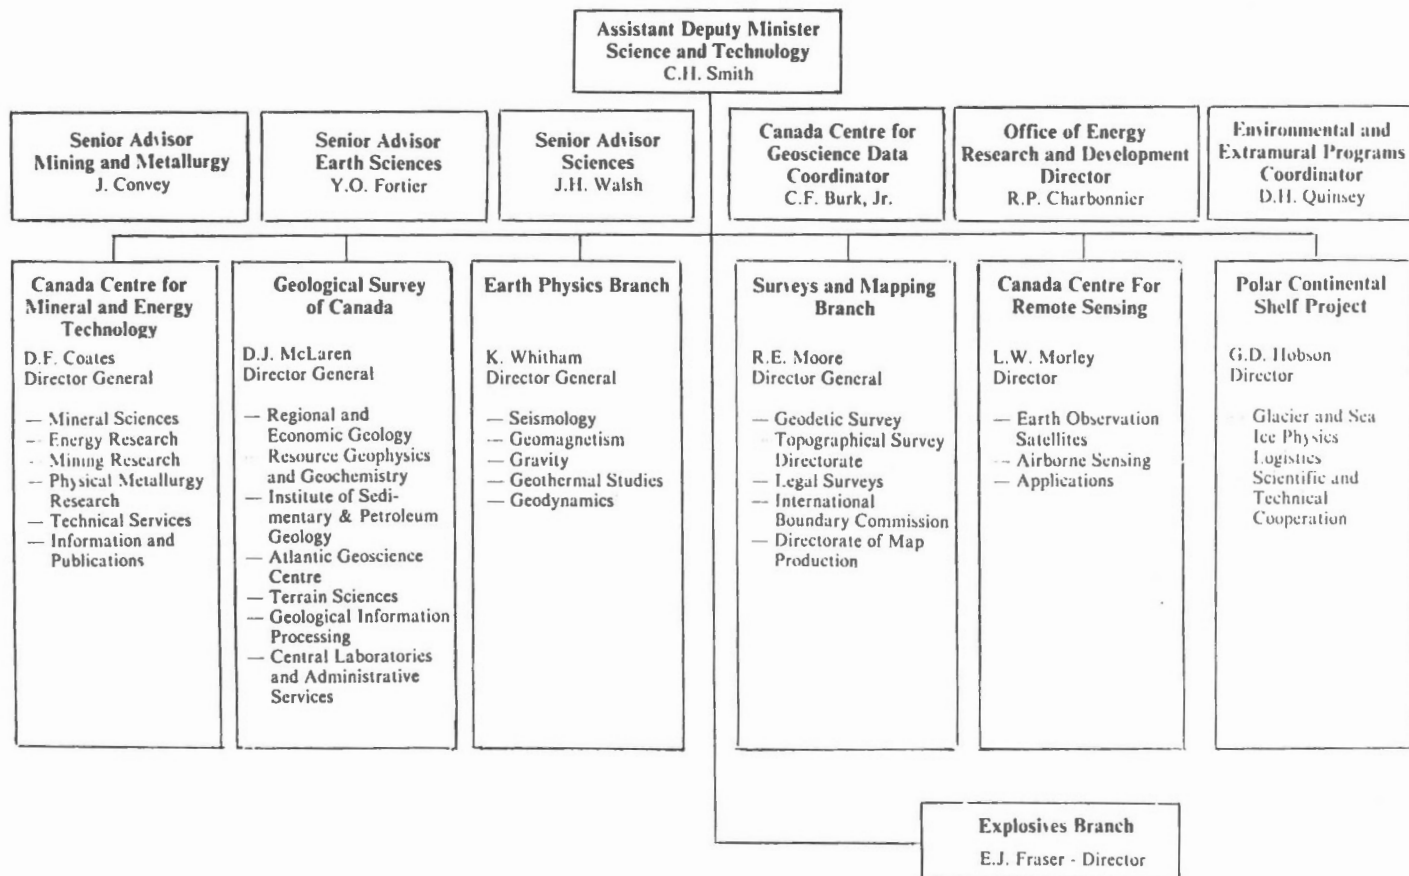 Assistant Deputy Minister
Science and Technology
C.H. Smith
Senior Advisor
Mining and Metallurgy
J. Convey
Senior Advisor
Earth Sciences
Y.O. Fortier
Senior Advisor
Sciences
J.H. Walsh
Canada Centre for
Geoscience Data
Coordinator
C.F. Burk, Jr.
Office of Energy
Research and Development
Director
R.P. Charbonnier
Environmental and
Extramural Programs
Coordinator
D.H. Quinsey
Canada Centre for
Mineral and Energy
Technology
D.F. Coates
Director General
— Mineral Sciences
— Energy Research
— Mining Research
— Physical Metallurgy
Research
— Technical Services
— Information and
Publications
Geological Survey
of Canada
D.J. McLaren
Director General
— Regional and
Economic Geology
Resource Geophysics
and Geochemistry
— Institute of Sedi-
mentary & Petroleum
Geology
— Atlantic Geoscience
Centre
— Terrain Sciences
— Geological Information
Processing
— Central Laboratories
and Administrative
Services
Earth Physics Branch
K. Whitham
Director General
— Seismology
— Geomagnetism
— Gravity
— Geothermal Studies
— Geodynamics
Surveys and Mapping
Branch
R.E. Moore
Director General
— Geodetic Survey
Topographical Survey
Directorate
— Legal Surveys
— International
Boundary Commission
— Directorate of Map
Production
Canada Centre For
Remote Sensing
L.W. Morley
Director
— Earth Observation
Satellites
— Airborne Sensing
— Applications
Polar Continental
Shelf Project
G.D. Hobson
Director
Glacier and Sea
Ice Physics
Logistics
Scientific and
Technical
Cooperation
Explosives Branch
E.J. Fraser - Director